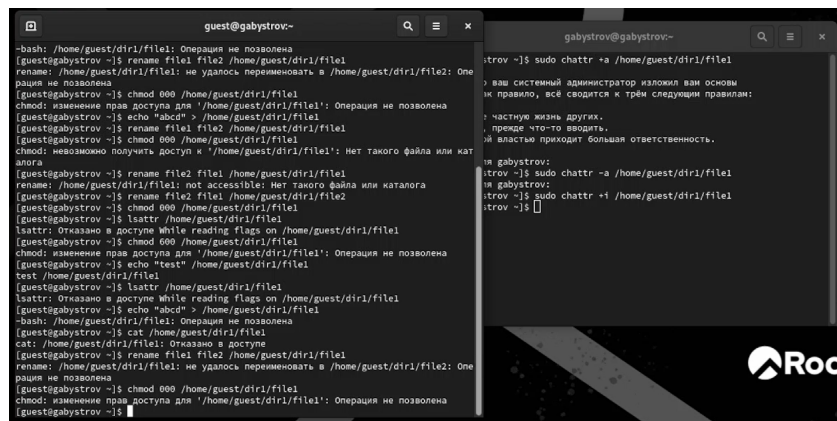 guest@gabystrov:~
-bash: /home/guest/dir1/file1: Операция не позволена
[guest@gabystrov ~]$ rename file1 file2 /home/guest/dir1/file1
rename: /home/guest/dir1/file1: не удалось переименовать в /home/guest/dir1/file2: Опе
рация не позволена
[guest@gabystrov ~]$ chmod 000 /home/guest/dir1/file1
chmod: изменение прав доступа для '/home/guest/dir1/file1': Операция не позволена
[guest@gabystrov ~]$ echo "abcd" > /home/guest/dir1/file1
[guest@gabystrov ~]$ rename file1 file2 /home/guest/dir1/file1
[guest@gabystrov ~]$ chmod 000 /home/guest/dir1/file1
chmod: невозможно получить доступ к '/home/guest/dir1/file1': Нет такого файла или кат
алога
[guest@gabystrov ~]$ rename file2 file1 /home/guest/dir1/file1
rename: /home/guest/dir1/file1: not accessible: Нет такого файла или каталога
[guest@gabystrov ~]$ rename file2 file1 /home/guest/dir1/file2
[guest@gabystrov ~]$ chmod 000 /home/guest/dir1/file1
[guest@gabystrov ~]$ lsattr /home/guest/dir1/file1
lsattr: Отказано в доступе While reading flags on /home/guest/dir1/file1
[guest@gabystrov ~]$ chmod 600 /home/guest/dir1/file1
chmod: изменение прав доступа для '/home/guest/dir1/file1': Операция не позволена
[guest@gabystrov ~]$ echo "test" /home/guest/dir1/file1
test /home/guest/dir1/file1
[guest@gabystrov ~]$ lsattr /home/guest/dir1/file1
lsattr: Отказано в доступе While reading flags on /home/guest/dir1/file1
[guest@gabystrov ~]$ echo "abcd" > /home/guest/dir1/file1
-bash: /home/guest/dir1/file1: Операция не позволена
[guest@gabystrov ~]$ cat /home/guest/dir1/file1
cat: /home/guest/dir1/file1: Отказано в доступе
[guest@gabystrov ~]$ rename file1 file2 /home/guest/dir1/file1
rename: /home/guest/dir1/file1: не удалось переименовать в /home/guest/dir1/file2: Опе
рация не позволена
[guest@gabystrov ~]$ chmod 000 /home/guest/dir1/file1
chmod: изменение прав доступа для '/home/guest/dir1/file1': Операция не позволена
[guest@gabystrov ~]$
gabystrov@gabystrov:~
strov ~]$ sudo chattr +a /home/guest/dir1/file1
ваш системный администратор изложил вам основы
ак правило, всё сводится к трём следующим правилам:
частную жизнь других.
, прежде что-то вводить.
ой властью приходит большая ответственность.
ля gabystrov:
strov ~]$ sudo chattr -a /home/guest/dir1/file1
ля gabystrov:
strov ~]$ sudo chattr +i /home/guest/dir1/file1
strov ~]$
Roc